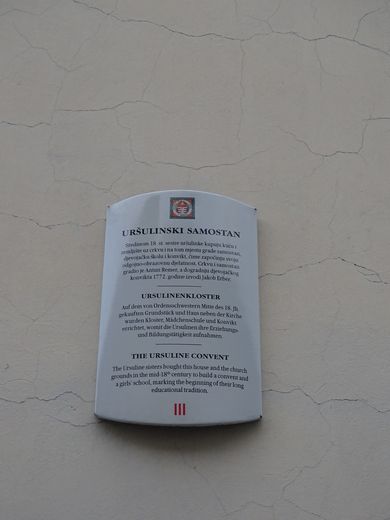 URŠULINSKI SAMOSTAN
Sredinom 18. st. sestre uršulinke kupuju kuću i
zemljište uz crkvu i na tom mjestu grade samostan,
djevojačku školu i konvikt, čime započinju svoju
odgojno-obrazovnu djelatnost. Crkvu i samostan
gradio je Antun Remer, a dogradnju djevojačkog
konvikta 1772. godine izvodi Jakob Erber.
URSULINENKLOSTER
Auf dem von Ordensschwestern Mitte des 18. Jh.
gekauften Grundstück und Haus neben der Kirche
wurden Kloster, Mädchenschule und Konvikt
errichtet, womit die Ursulinen ihre Erziehungs-
und Bildungstätigkeit aufnahmen.
THE URSULINE CONVENT
The Ursuline sisters bought this house and the church
grounds in the mid-18th century to build a convent and
a girls' school, marking the beginning of their long
educational tradition.
III